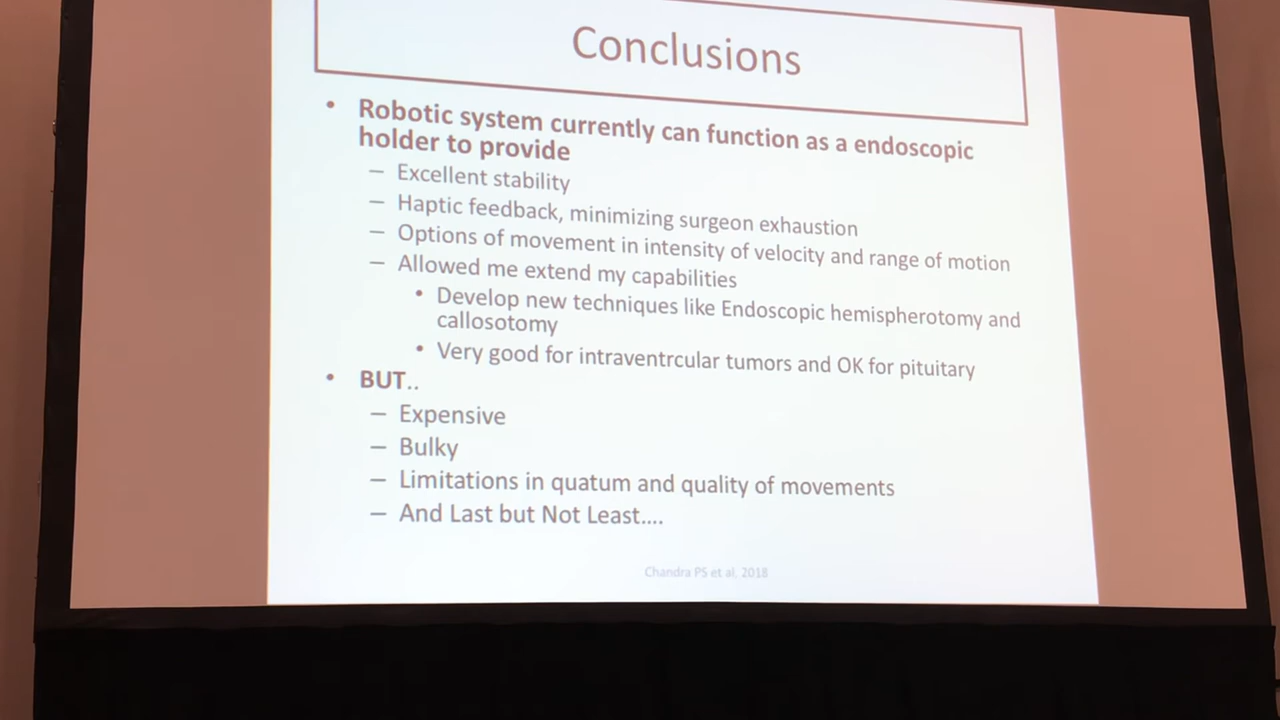 Conclusions
• Robotic system currently can function as a endoscopic
holder to provide
– Excellent stability
– Haptic feedback, minimizing surgeon exhaustion
– Options of movement in intensity of velocity and range of motion
– Allowed me extend my capabilities
• Develop new techniques like Endoscopic hemispherotomy and
callosotomy
• Very good for intraventrcular tumors and OK for pituitary
• BUT..
– Expensive
– Bulky
– Limitations in quatum and quality of movements
– And Last but Not Least....
Chandra PS et al, 2018